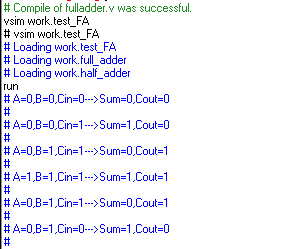 # Compile of fulladder.v was successful.
vsim work.test_FA
# vsim work.test_FA
# Loading work.test_FA
# Loading work.full_adder
# Loading work.half_adder
run
# A=0,B=0,Cin=0--->Sum=0,Cout=0
#
# A=0,B=0,Cin=1--->Sum=1,Cout=0
#
# A=0,B=1,Cin=1--->Sum=0,Cout=1
#
# A=1,B=1,Cin=1--->Sum=1,Cout=1
#
# A=0,B=1,Cin=1--->Sum=0,Cout=1
#
# A=0,B=0,Cin=1--->Sum=1,Cout=0
#